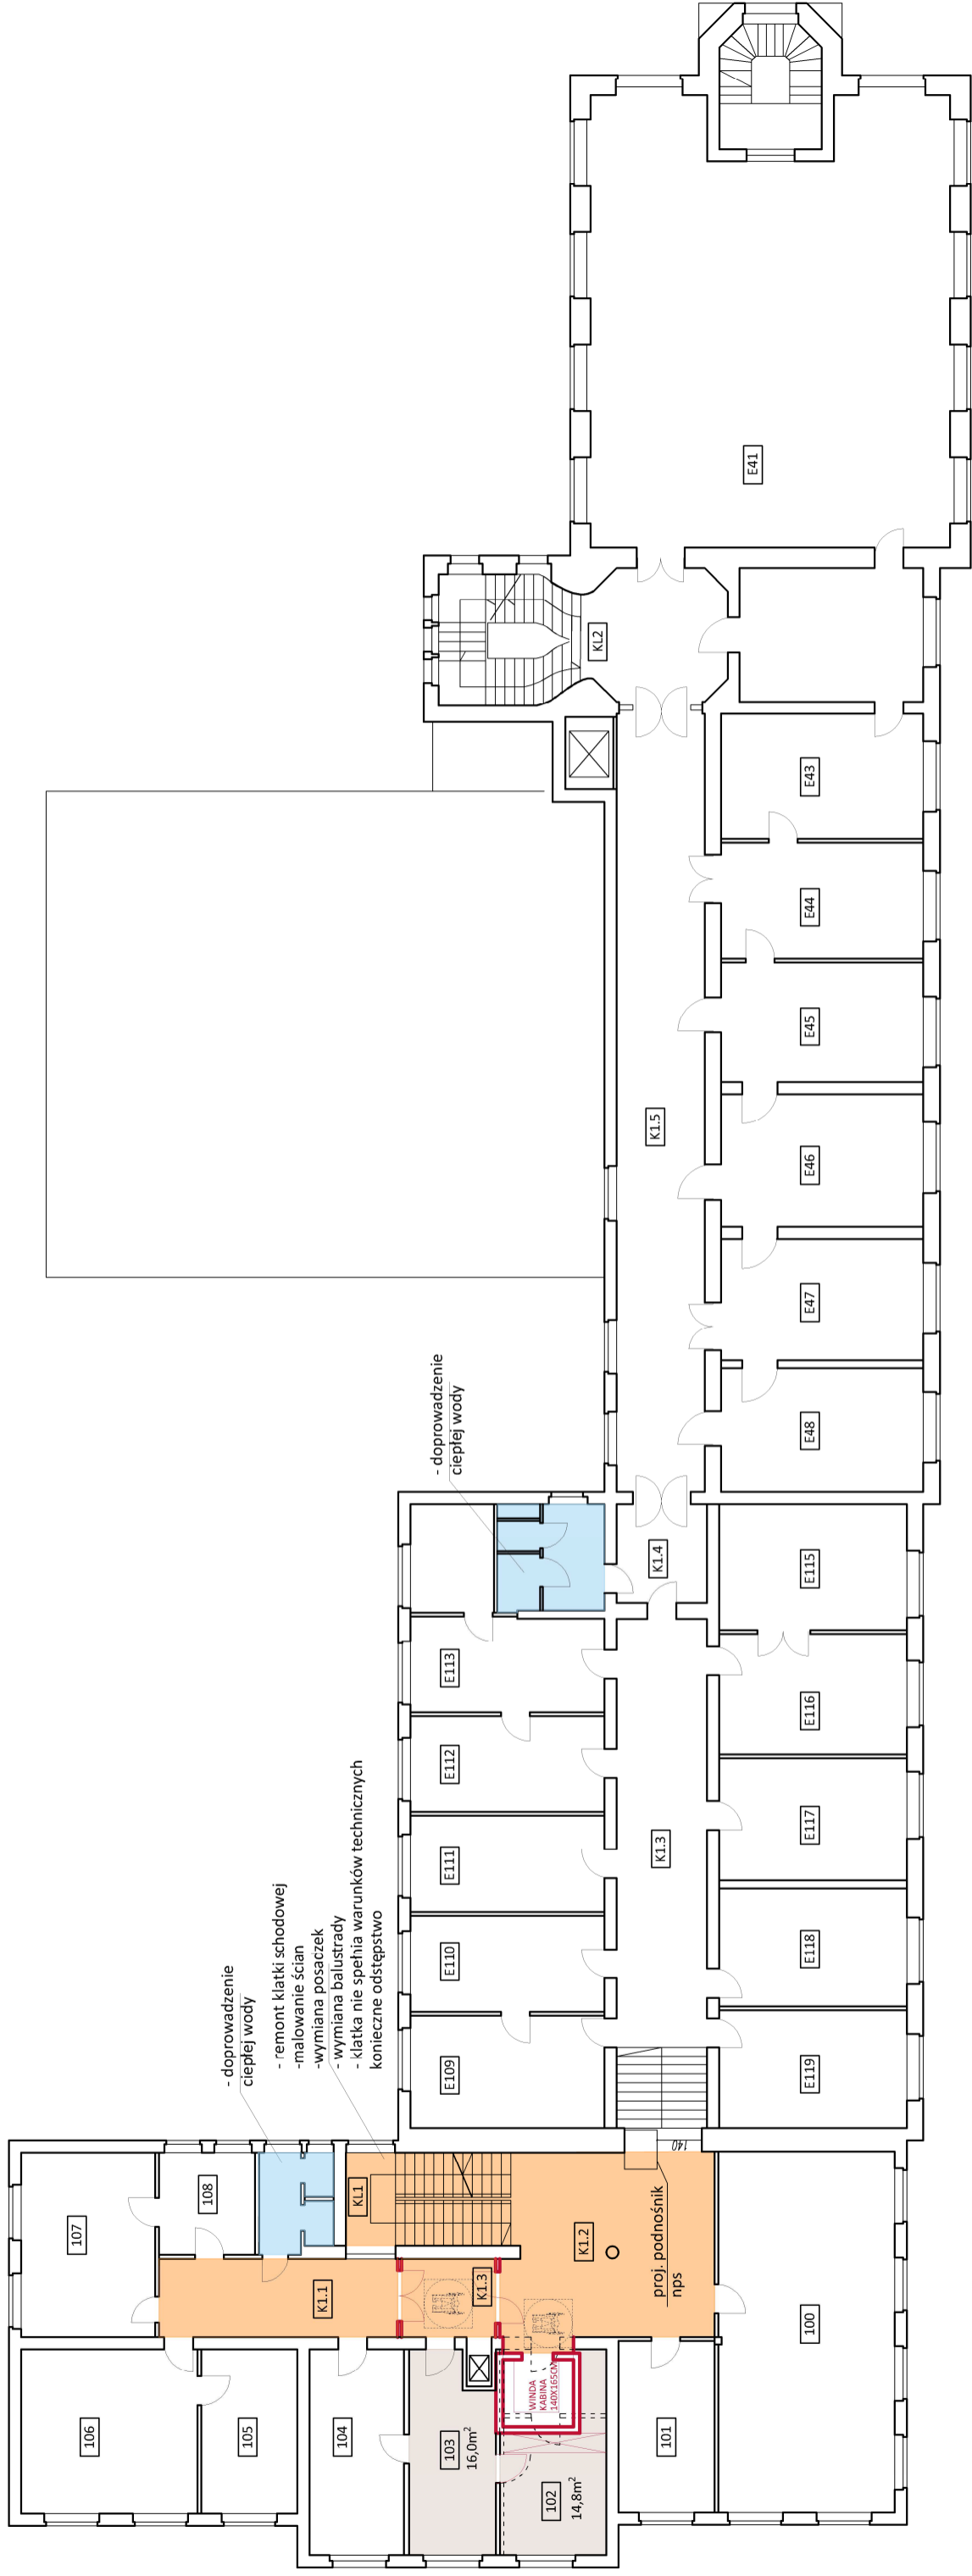 E41
KL2
E43
E44
E45
K1.5
E46
E47
E48
- doprowadzenie
ciepłej wody
K1.4
E115
E113
E116
E112
E117
E111
K1.3
E110
E118
E109
E119
- doprowadzenie
ciepłej wody
- remont klatki schodowej
-malowanie ścian
-wymiana posadzek
- wymiana balustrady
- klatka nie spełnia warunków technicznych
konieczne odstępstwo
140
107
108
KL1
K1.1
K1.3
K1.2
proj. podnośnik
nps
100
106
105
104
103
16,0m²
WINDA
KABINA
140X165CM
102
14,8m²
101